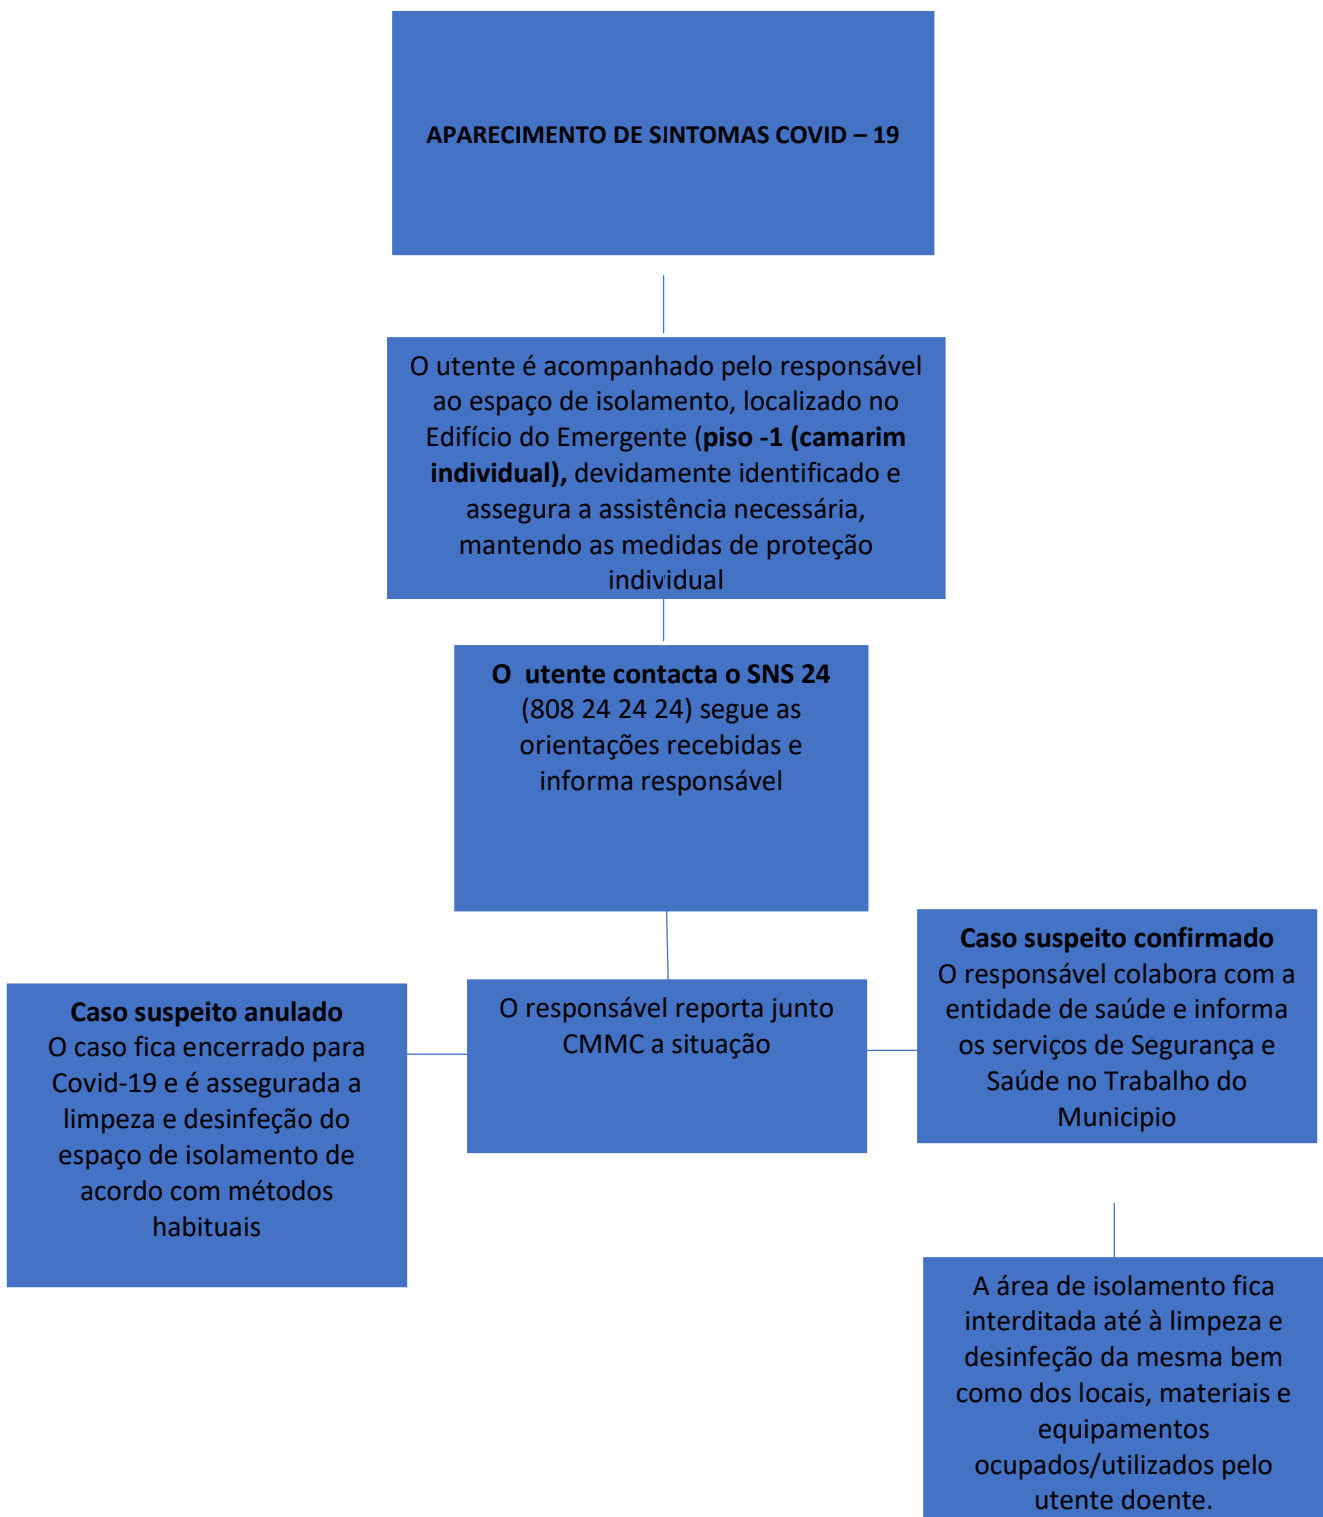 APARECIMENTO DE SINTOMAS COVID – 19
O utente é acompanhado pelo responsável
ao espaço de isolamento, localizado no
Edifício do Emergente (piso -1 (camarim
individual), devidamente identificado e
assegura a assistência necessária,
mantendo as medidas de proteção
individual
O utente contacta o SNS 24
(808 24 24 24) segue as
orientações recebidas e
informa responsável
O responsável reporta junto
CMMC a situação
Caso suspeito anulado
O caso fica encerrado para
Covid-19 e é assegurada a
limpeza e desinfeção do
espaço de isolamento de
acordo com métodos
habituais
Caso suspeito confirmado
O responsável colabora com a
entidade de saúde e informa
os serviços de Segurança e
Saúde no Trabalho do
Municipio
A área de isolamento fica
interditada até à limpeza e
desinfeção da mesma bem
como dos locais, materiais e
equipamentos
ocupados/utilizados pelo
utente doente.